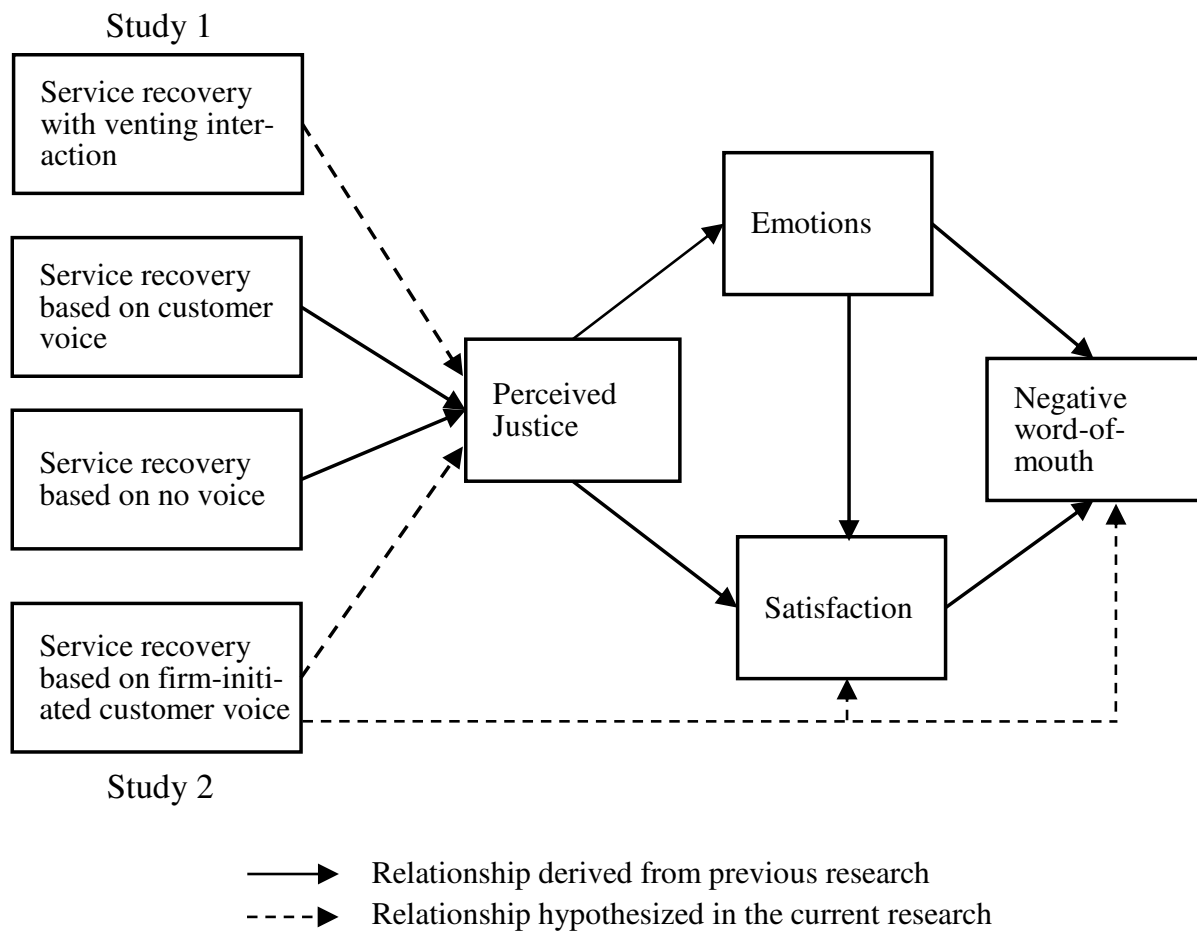 Study 1
Service recovery
with venting inter-
action
Service recovery
based on customer
voice
Service recovery
based on no voice
Service recovery
based on firm-initi-
ated customer voice
Study 2
Perceived
Justice
Emotions
Satisfaction
Negative
word-of-
mouth
Relationship derived from previous research
Relationship hypothesized in the current research